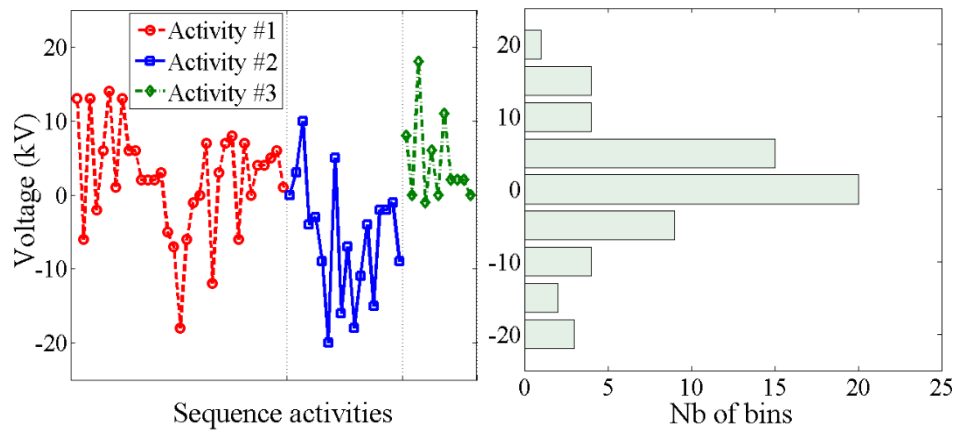 Activity #1
Activity #2
Activity #3
20
10
0
-10
-20
Voltage (kV)
Sequence activities
20
10
0
-10
-20
0 5 10 15 20 25
Nb of bins